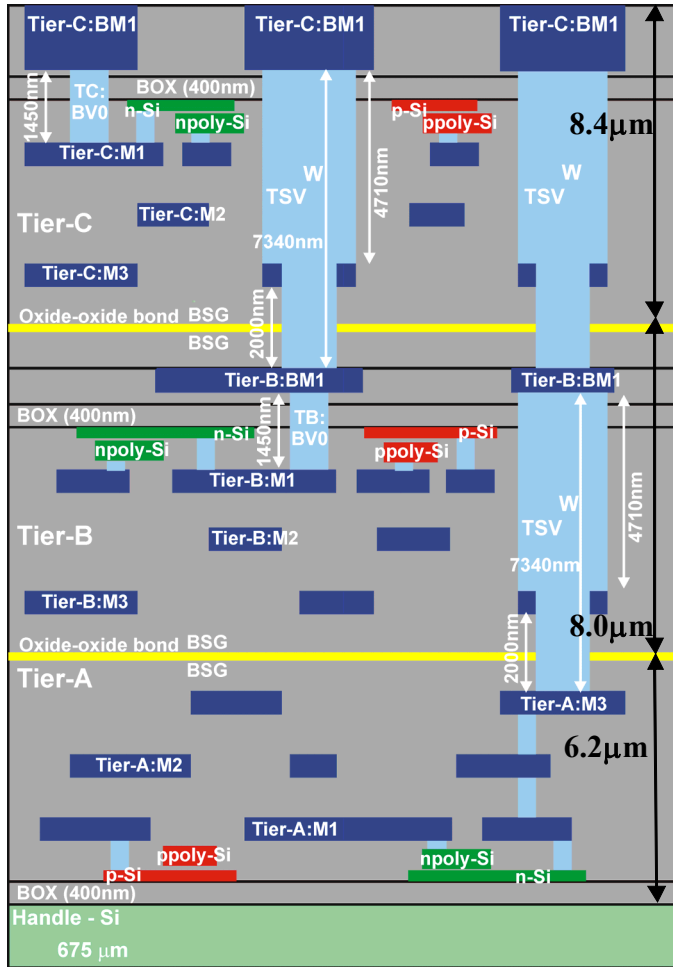 Tier-C:BM1 Tier-C:BM1 Tier-C:BM1
1450nm
TC:
BV0
BOX (400nm)
n-Si
npoly-Si
p-Si
ppoly-Si
8.4µm
Tier-C:M1
W
TSV
7340nm
4710nm
W
TSV
Tier-C
Tier-C:M2
Tier-C:M3
2000nm
Oxide-oxide bond BSG
BSG
Tier-B:BM1 Tier-B:BM1
BOX (400nm)
1450nm
TB:
BV0
n-Si
npoly-Si
p-Si
ppoly-Si
Tier-B:M1
W
TSV
7340nm
4710nm
Tier-B
Tier-B:M2
Tier-B:M3
2000nm
8.0µm
Oxide-oxide bond BSG
BSG
Tier-A
Tier-A:M3
6.2µm
Tier-A:M2
Tier-A:M1
ppoly-Si
p-Si
npoly-Si
n-Si
BOX (400nm)
Handle - Si
675 µm